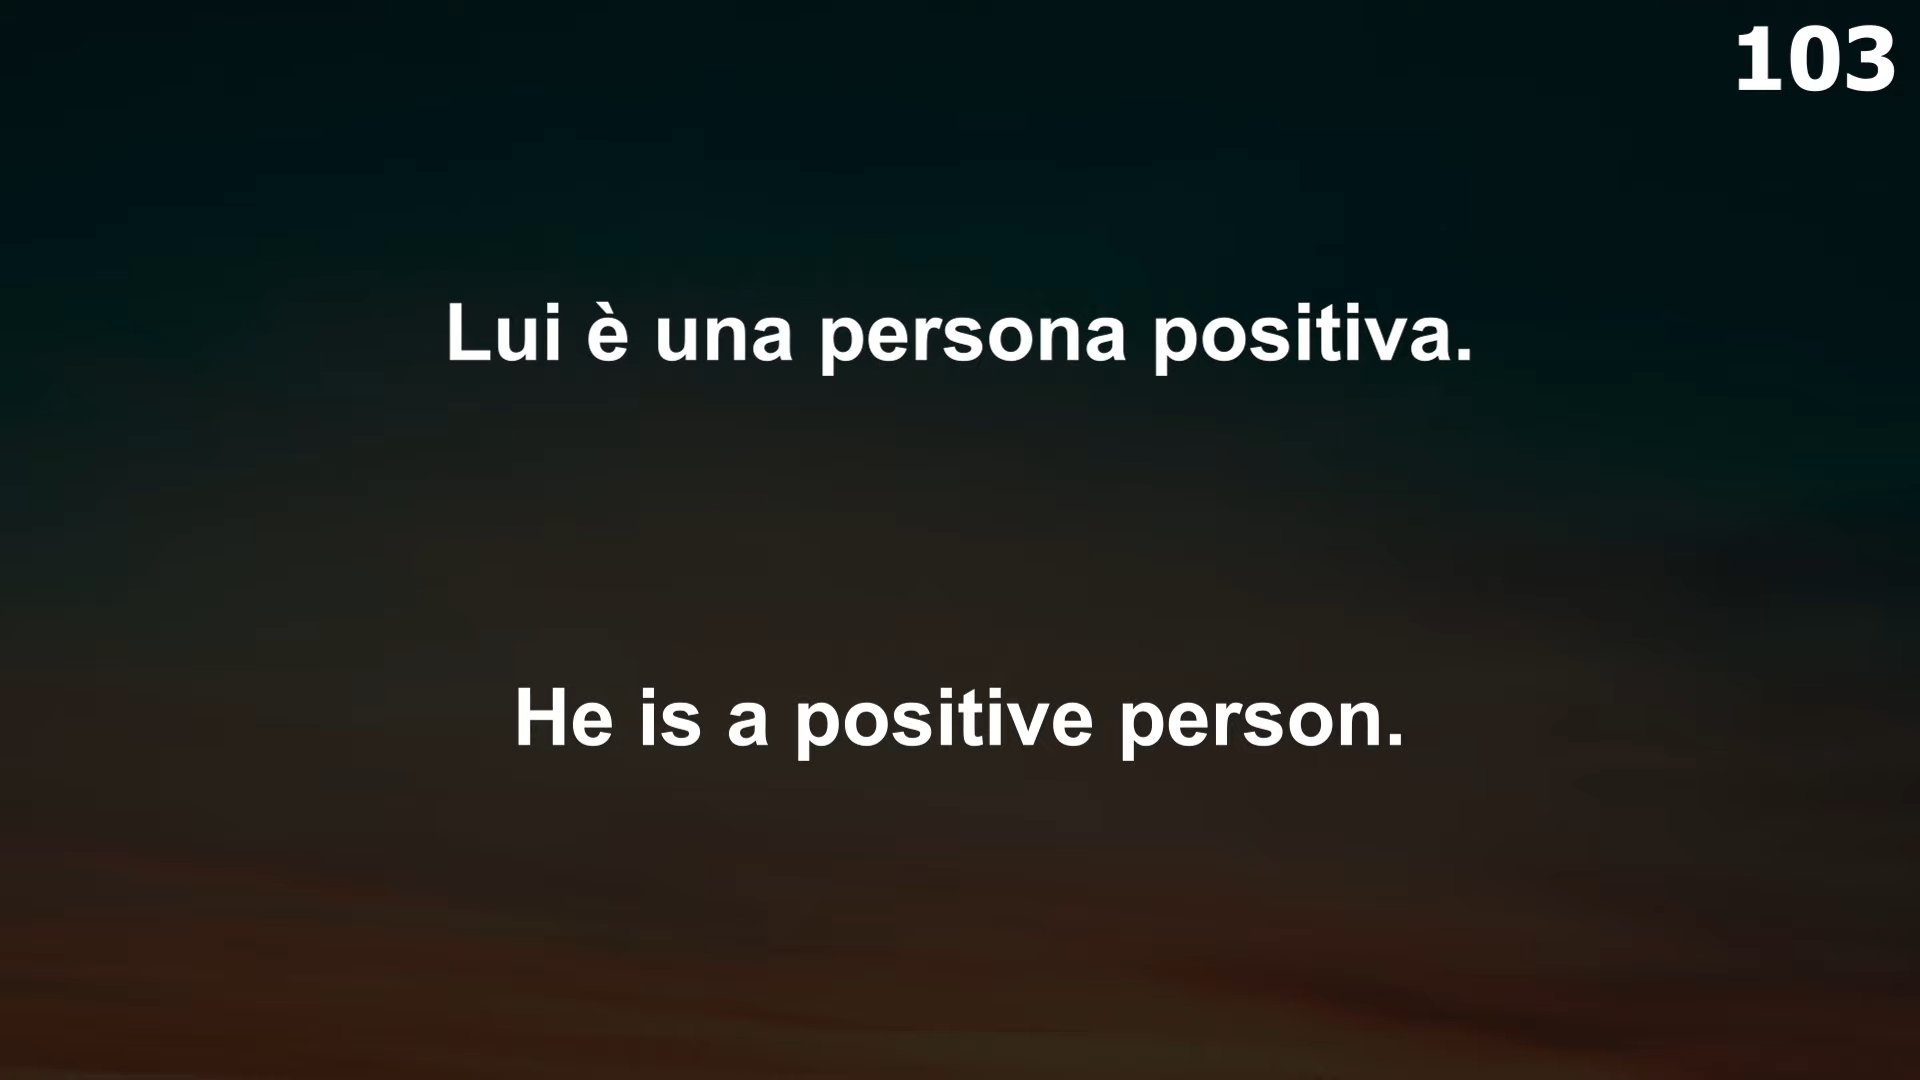 103
Lui è una persona positiva.
He is a positive person.